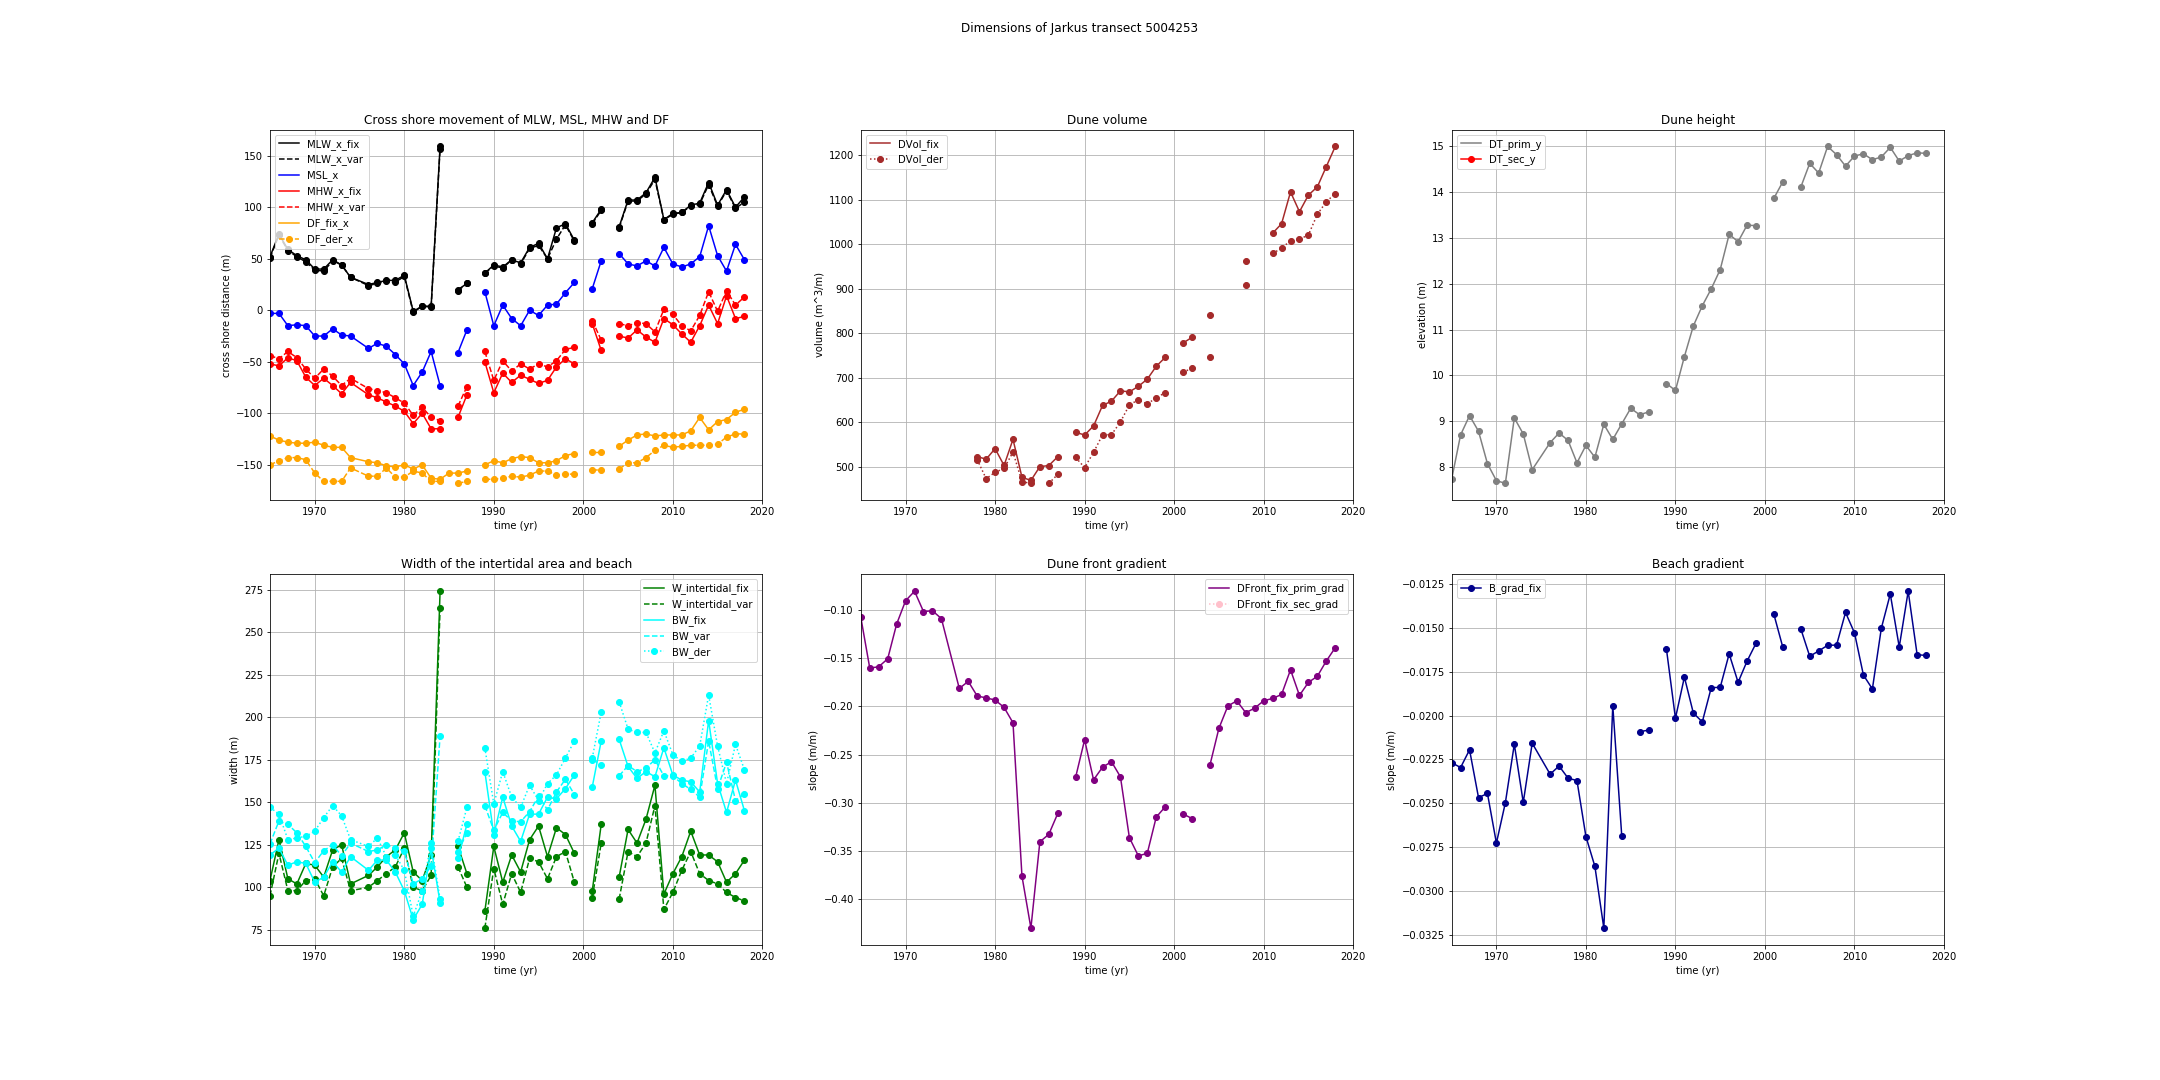 Dimensions of Jarkus transect 5004253
Cross shore movement of MLW, MSL, MHW and DF
MLW_x_fix
MLW_x_var
MSL_x
MHW_x_fix
MHW_x_var
DF_fix_x
DF_der_x
150
100
50
0
−50
−100
−150
cross shore distance (m)
1970 1980 1990 2000 2010 2020
time (yr)
Dune volume
DVol_fix
DVol_der
1200
1100
1000
900
800
700
600
500
volume (m^3/m)
1970 1980 1990 2000 2010 2020
time (yr)
Dune height
DT_prim_y
DT_sec_y
15
14
13
12
11
10
9
8
elevation (m)
1970 1980 1990 2000 2010 2020
time (yr)
Width of the intertidal area and beach
W_intertidal_fix
W_intertidal_var
BW_fix
BW_var
BW_der
275
250
225
200
175
150
125
100
75
width (m)
1970 1980 1990 2000 2010 2020
time (yr)
Dune front gradient
DFront_fix_prim_grad
DFront_fix_sec_grad
−0.10
−0.15
−0.20
−0.25
−0.30
−0.35
−0.40
slope (m/m)
1970 1980 1990 2000 2010 2020
time (yr)
Beach gradient
B_grad_fix
−0.0125
−0.0150
−0.0175
−0.0200
−0.0225
−0.0250
−0.0275
−0.0300
−0.0325
slope (m/m)
1970 1980 1990 2000 2010 2020
time (yr)